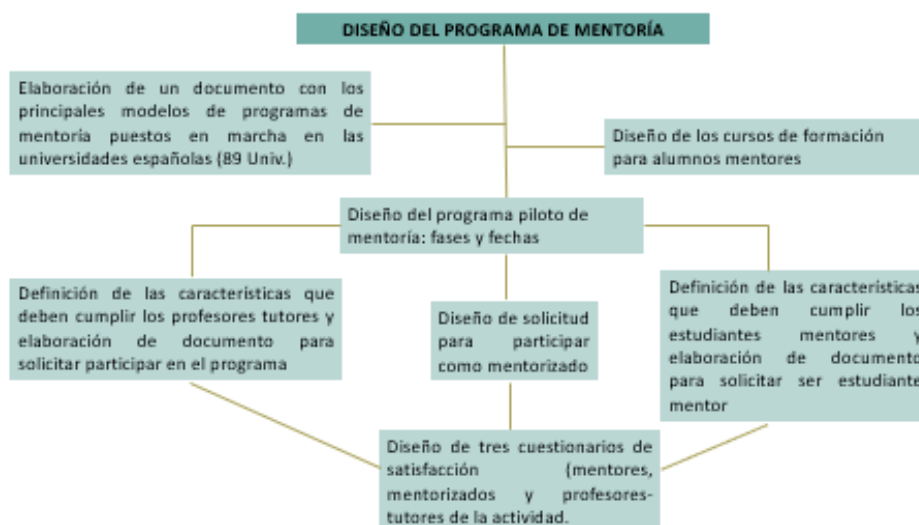 DISEÑO DEL PROGRAMA DE MENTORÍA
Elaboración de un documento con los
principales modelos de programas de
mentoría puestos en marcha en las
universidades españolas (89 Univ.)
Diseño de los cursos de formación
para alumnos mentores
Diseño del programa piloto de
mentoría: fases y fechas
Definición de las características que
deben cumplir los profesores tutores y
elaboración de documento para
solicitar participar en el programa
Diseño de solicitud
para participar
como mentorizado
Definición de las características
que deben cumplir los
estudiantes mentores y
elaboración de documento
para solicitar ser estudiante
mentor
Diseño de tres cuestionarios de
satisfacción (mentores,
mentorizados y profesores-
tutores de la actividad.